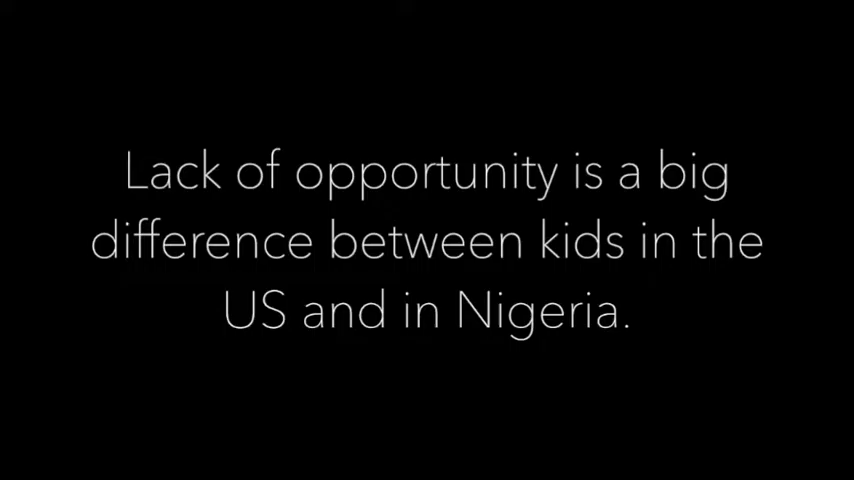 Lack of opportunity is a big
difference between kids in the
US and in Nigeria.